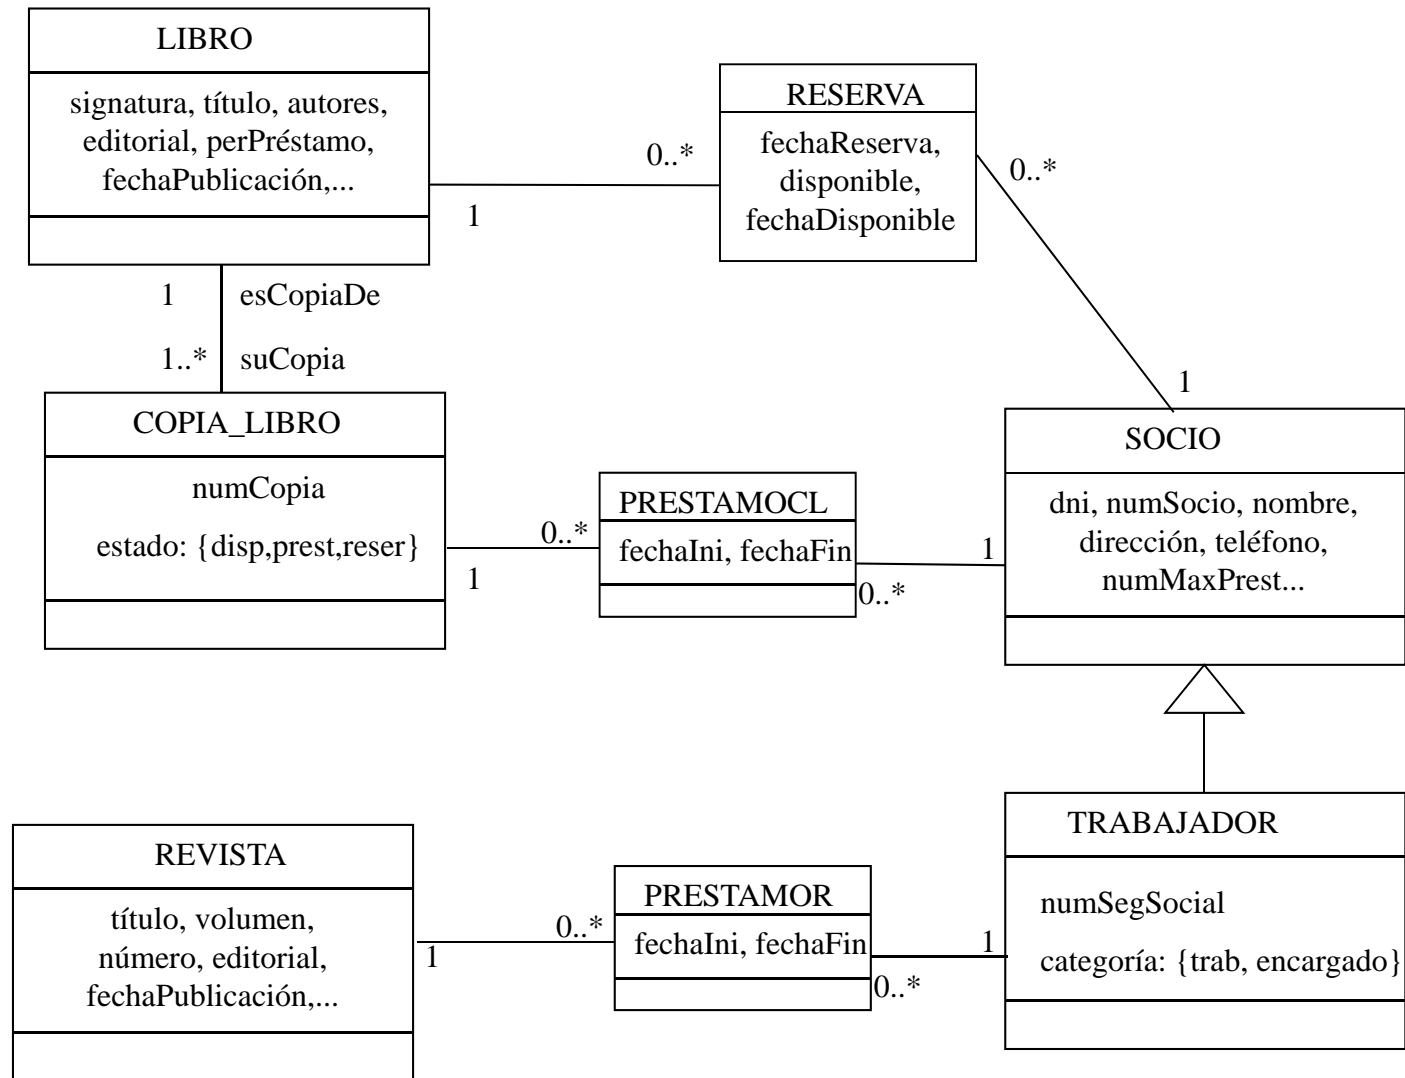 LIBRO
signatura, título, autores,
editorial, perPréstamo,
fechaPublicación,...
RESERVA
fechaReserva,
disponible,
fechaDisponible
0..*
1
0..*
1
1
esCopiaDe
1..*
suCopia
COPIA_LIBRO
numCopia
estado: {disp,prest,reser}
0..*
1
PRESTAMOCL
fechaIni, fechaFin
1
0..*
SOCIO
dni, numSocio, nombre,
dirección, teléfono,
numMaxPrest...
REVISTA
título, volumen,
número, editorial,
fechaPublicación,...
0..*
1
PRESTAMOR
fechaIni, fechaFin
1
0..*
TRABAJADOR
numSegSocial
categoría: {trab, encargado}